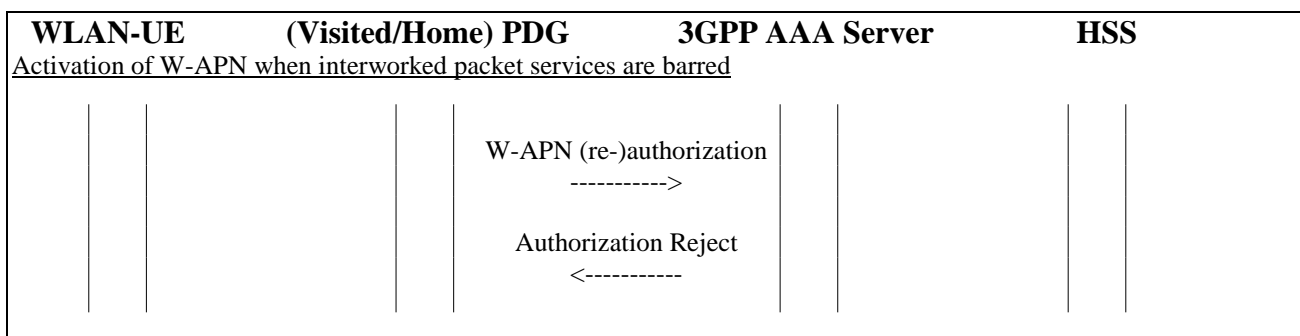 WLAN-UE (Visited/Home) PDG 3GPP AAA Server HSS
Activation of W-APN when interworked packet services are barred
W-APN (re-)authorization
----------->
Authorization Reject
<-----------